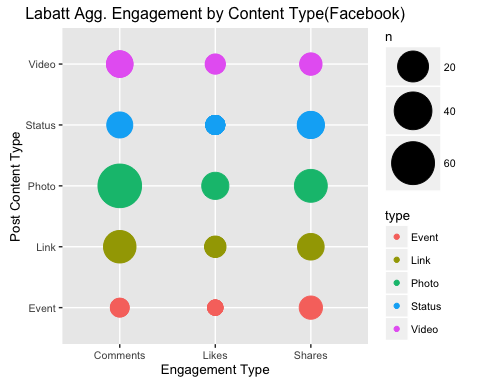 Labatt Agg. Engagement by Content Type(Facebook)
Post Content Type
Video
Status
Photo
Link
Event
Comments
Likes
Shares
Engagement Type
n
20
40
60
type
Event
Link
Photo
Status
Video